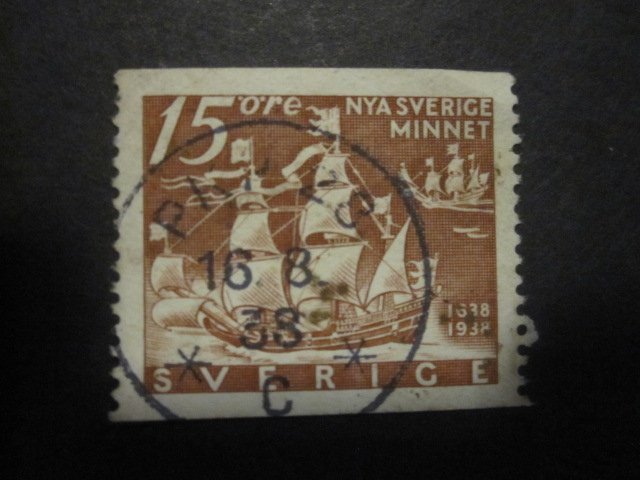 15 öre
NYA SVERIGE
MINNET
16.8.
38
1638
1938
SVERIGE
* C *